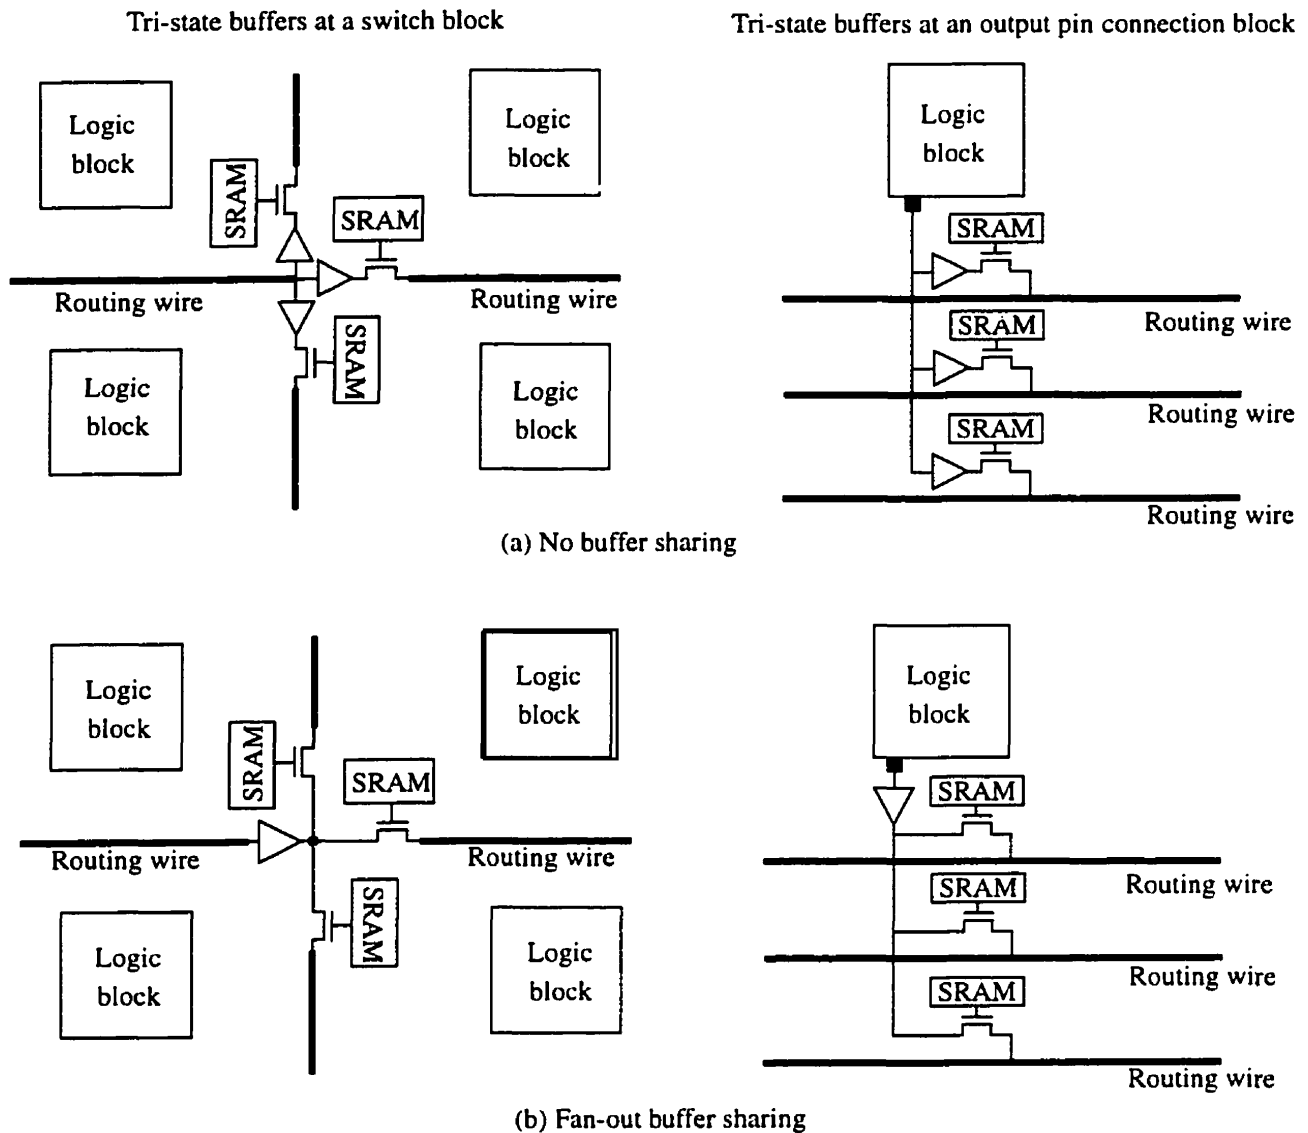 Tri-state buffers at a switch block
Tri-state buffers at an output pin connection block
Logic
block
Logic
block
SRAM
SRAM
Routing wire
Routing wire
SRAM
Logic
block
Logic
block
Logic
block
SRAM
Routing wire
SRAM
Routing wire
SRAM
Routing wire
(a) No buffer sharing
Logic
block
Logic
block
SRAM
SRAM
Routing wire
Routing wire
SRAM
Logic
block
Logic
block
Logic
block
SRAM
Routing wire
SRAM
Routing wire
SRAM
Routing wire
(b) Fan-out buffer sharing